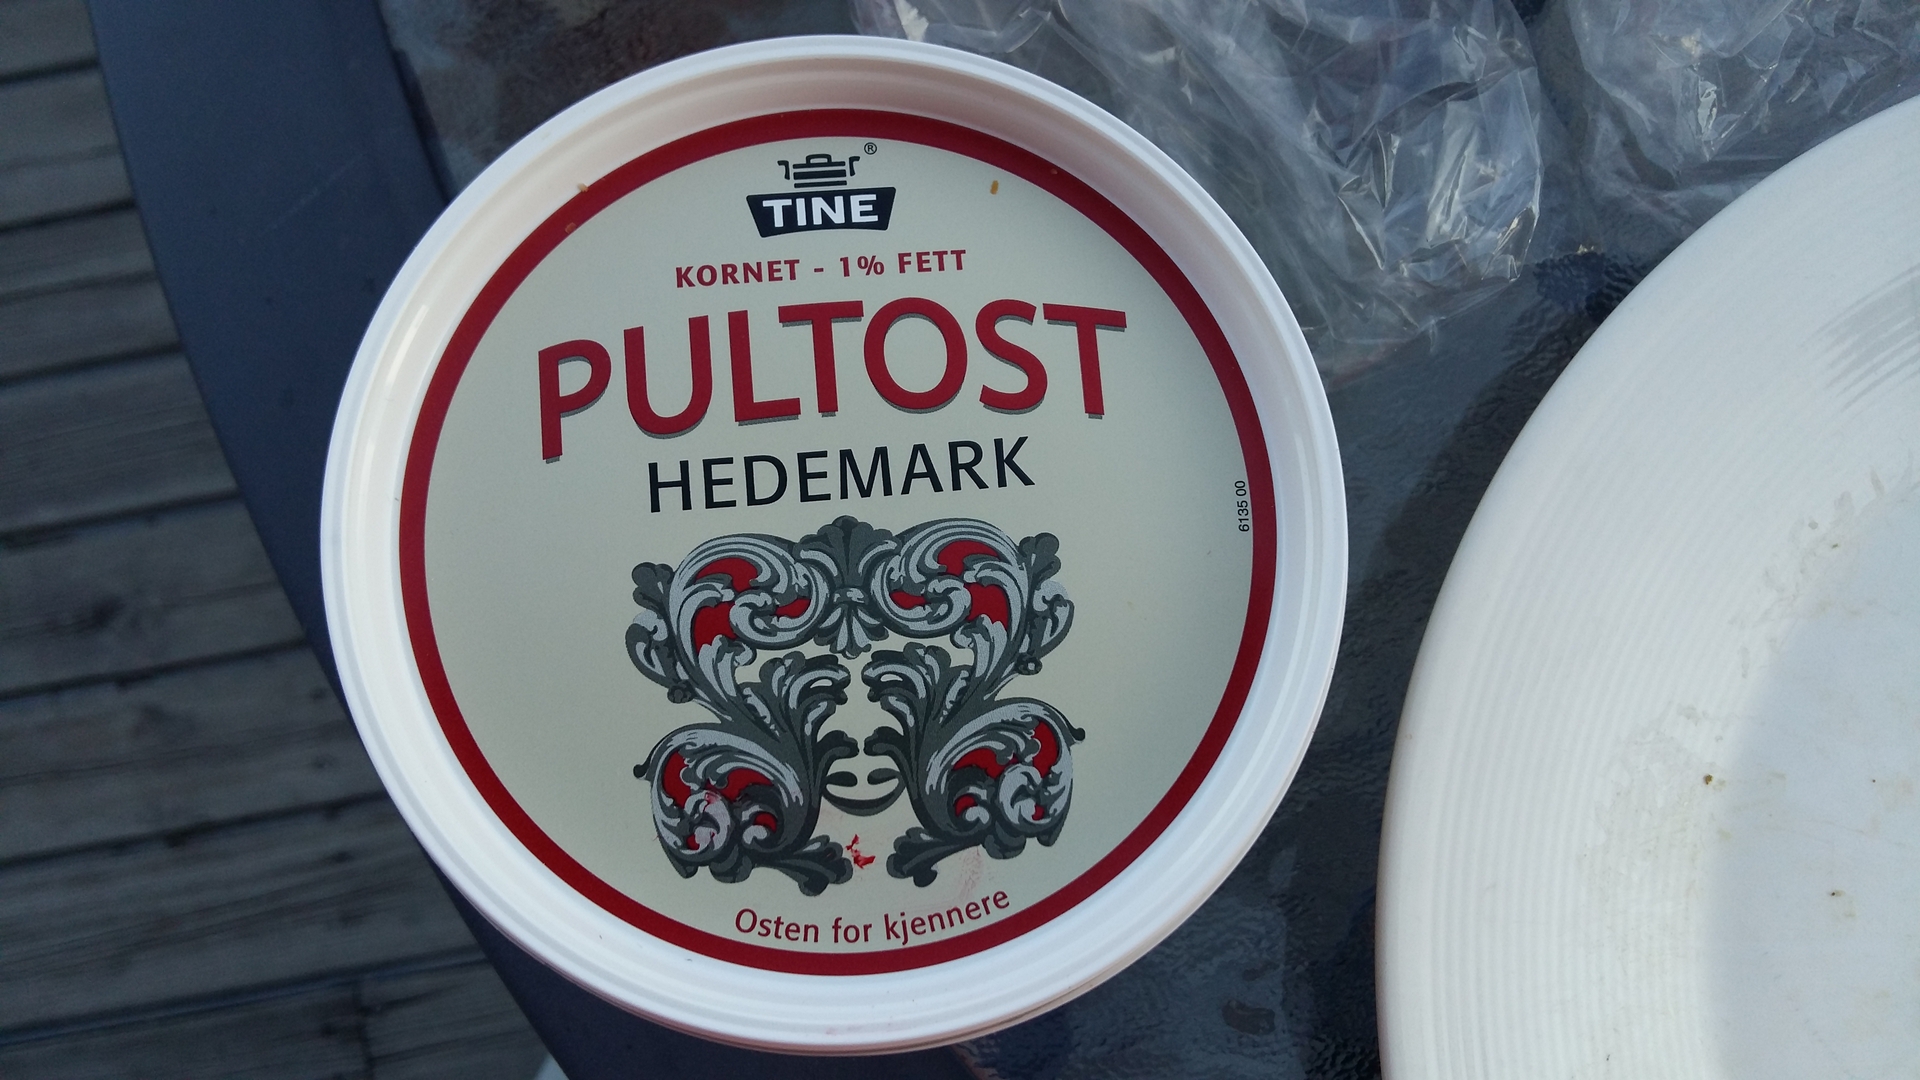 ®
TINE
KORNET - 1% FETT
PULTOST
HEDEMARK
6135 00
Osten for kjennere